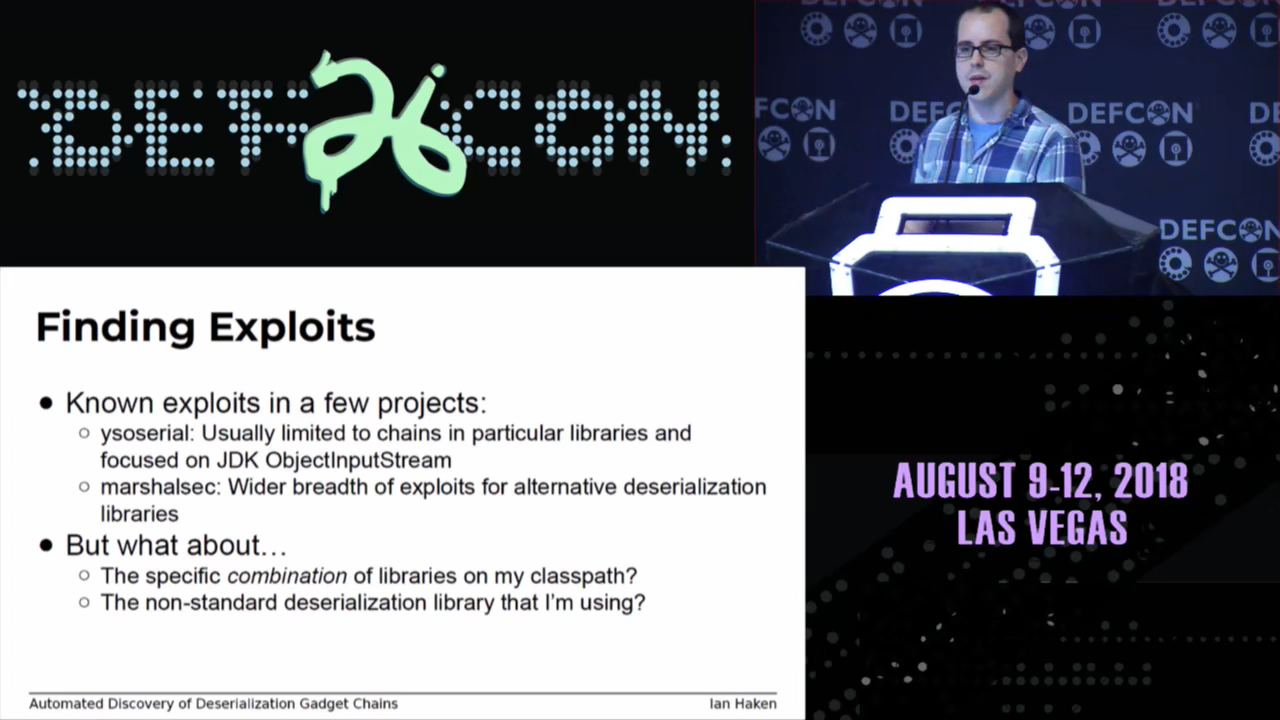 DEF 26 CON
DEFCON
DEFCON
DEFCON
DEFCON
Finding Exploits
● Known exploits in a few projects:
○ ysoserial: Usually limited to chains in particular libraries and
focused on JDK ObjectInputStream
○ marshalsec: Wider breadth of exploits for alternative deserialization
libraries
● But what about…
○ The specific combination of libraries on my classpath?
○ The non-standard deserialization library that I'm using?
Automated Discovery of Deserialization Gadget Chains
Ian Haken
AUGUST 9-12, 2018
LAS VEGAS